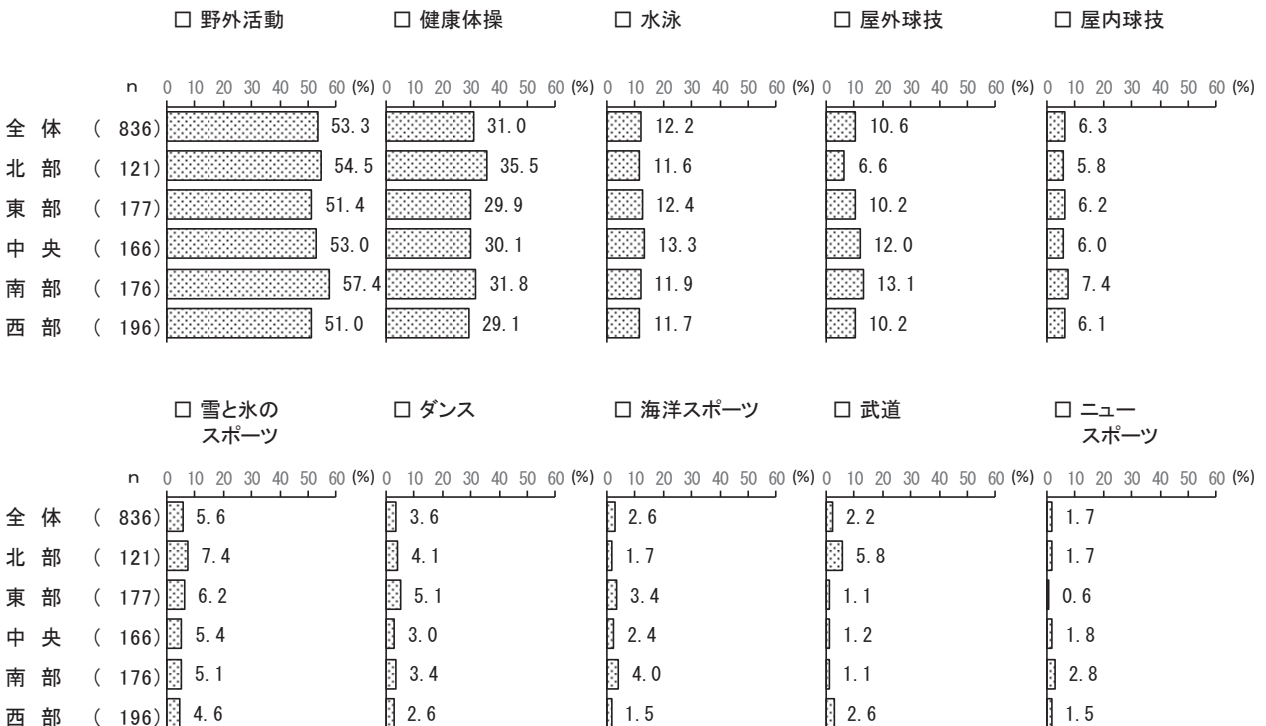 □ 野外活動 □ 健康体操 □ 水泳 □ 屋外球技 □ 屋内球技
n 0 10 20 30 40 50 60 (%) 0 10 20 30 40 50 60 (%) 0 10 20 30 40 50 60 (%) 0 10 20 30 40 50 60 (%) 0 10 20 30 40 50 60 (%)
全 体 ( 836) 53.3 31.0 12.2 10.6 6.3
北 部 ( 121) 54.5 35.5 11.6 6.6 5.8
東 部 ( 177) 51.4 29.9 12.4 10.2 6.2
中 央 ( 166) 53.0 30.1 13.3 12.0 6.0
南 部 ( 176) 57.4 31.8 11.9 13.1 7.4
西 部 ( 196) 51.0 29.1 11.7 10.2 6.1
□ 雪と氷の □ ダンス □ 海洋スポーツ □ 武道 □ ニュー
スポーツ スポーツ
n 0 10 20 30 40 50 60 (%) 0 10 20 30 40 50 60 (%) 0 10 20 30 40 50 60 (%) 0 10 20 30 40 50 60 (%) 0 10 20 30 40 50 60 (%)
全 体 ( 836) 5.6 3.6 2.6 2.2 1.7
北 部 ( 121) 7.4 4.1 1.7 5.8 1.7
東 部 ( 177) 6.2 5.1 3.4 1.1 0.6
中 央 ( 166) 5.4 3.0 2.4 1.2 1.8
南 部 ( 176) 5.1 3.4 4.0 1.1 2.8
西 部 ( 196) 4.6 2.6 1.5 2.6 1.5